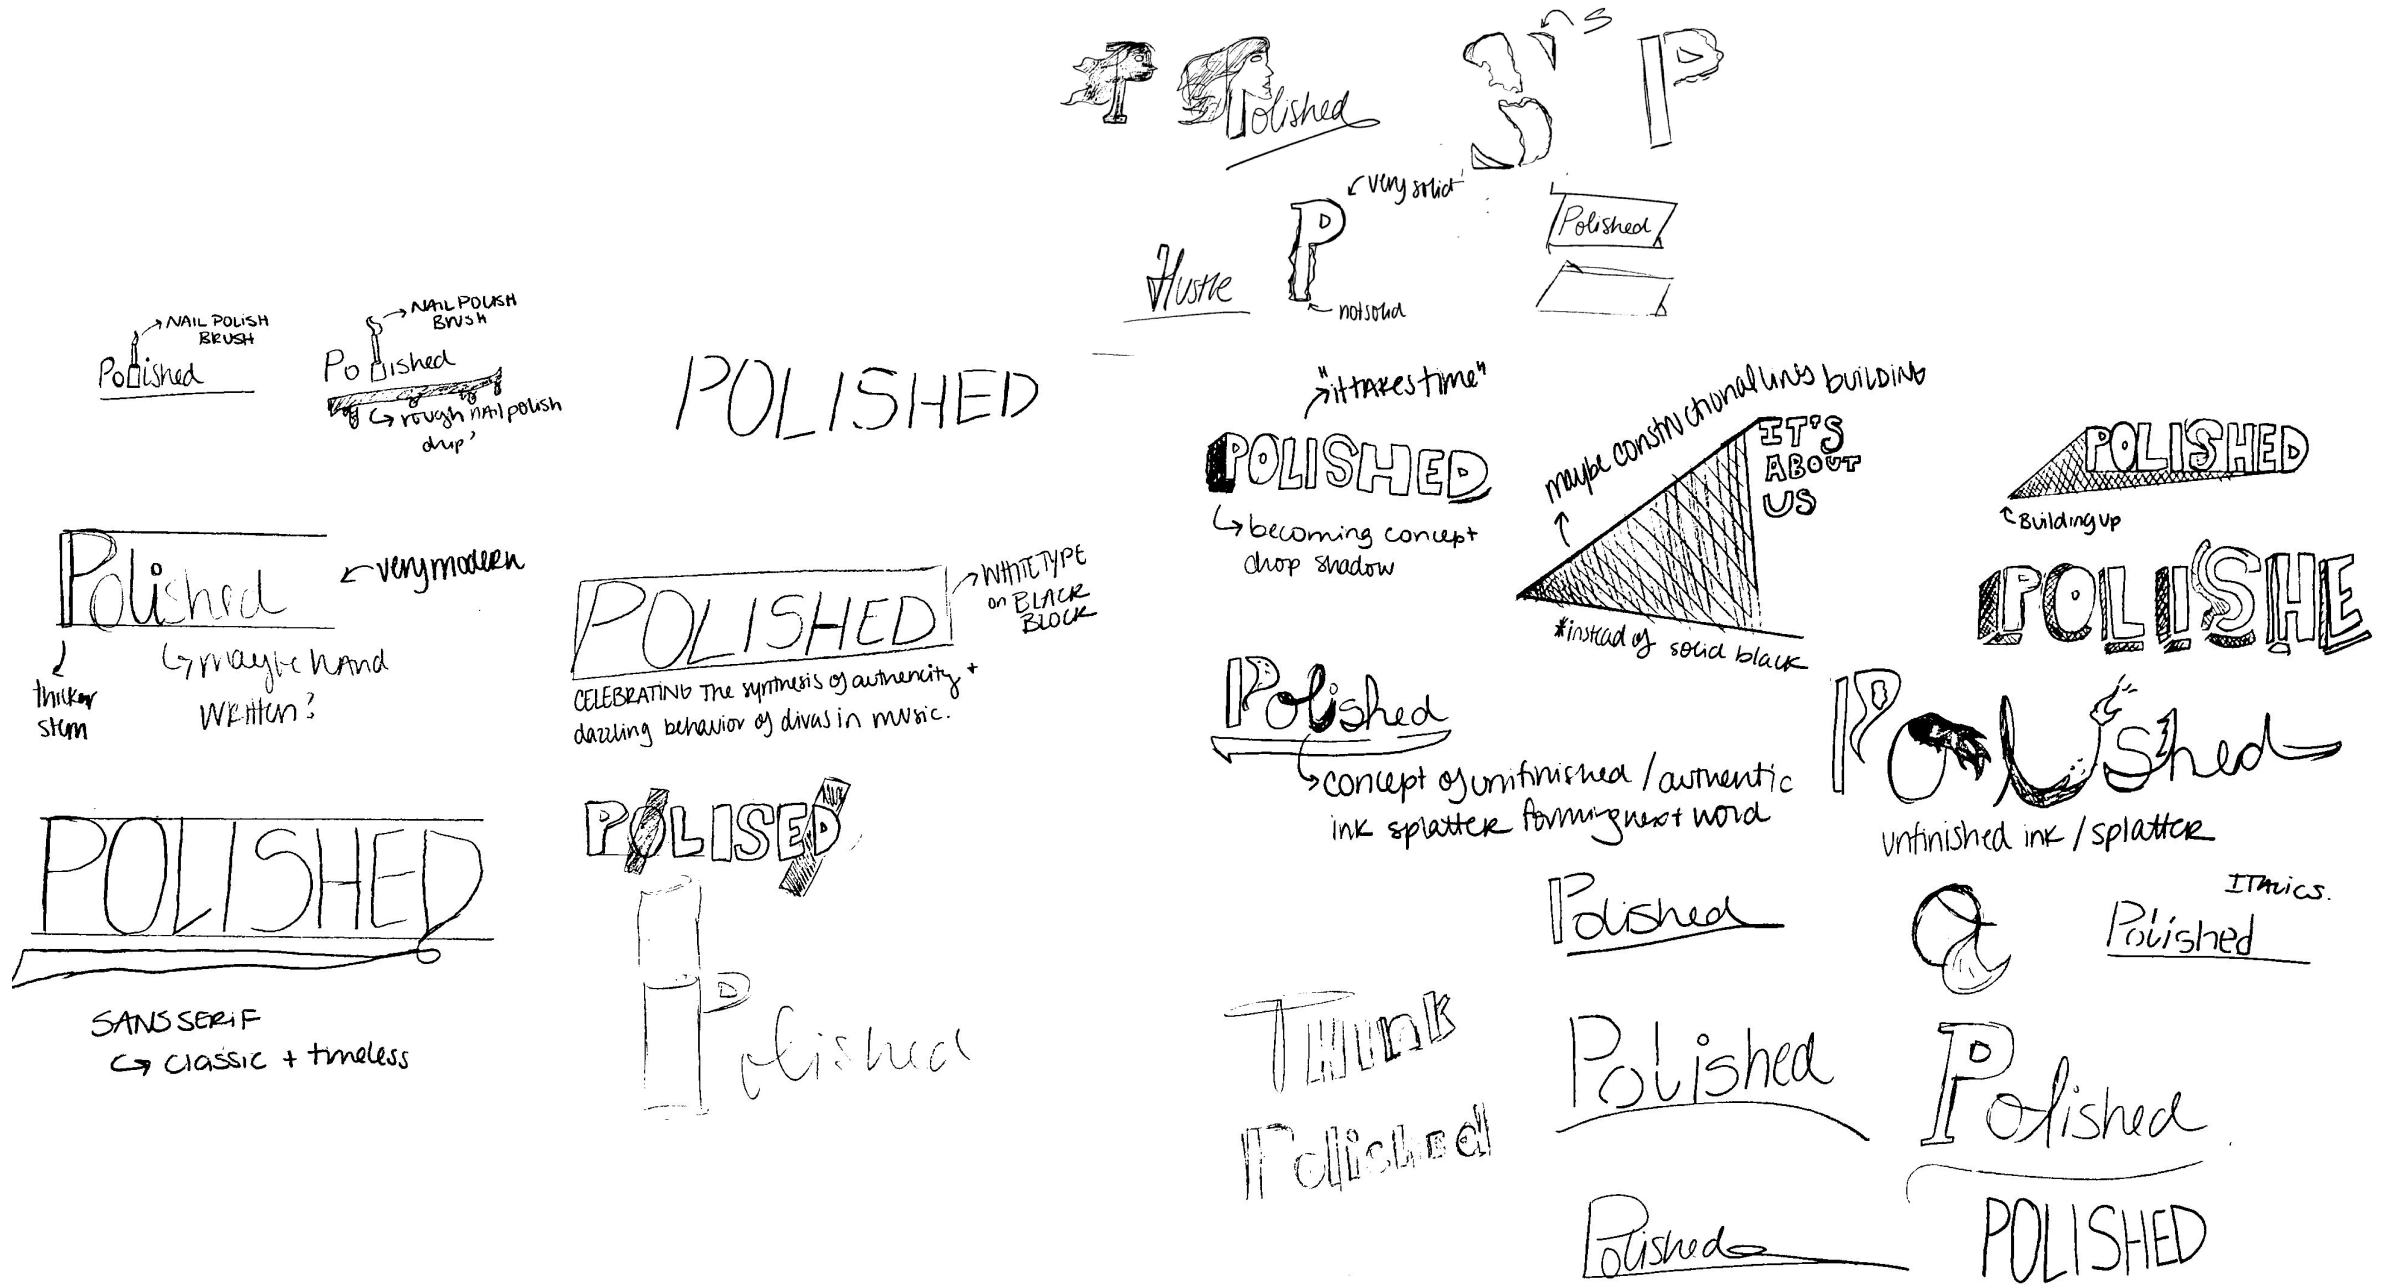 S
P
Polished
P
very solid
Polished
Hustle
P
not solid
NAIL POLISH
BRUSH
Polished
NAIL POLISH
BRUSH
Polished
rough nail polish
drip'
POLISHED
"it takes time"
POLISHED
becoming concept
drop shadow
maybe constructional lines building
IT'S
ABOUT
US
*instead of solid black
POLISHED
Building up
POLISHE
Polished
very modern
thicker
stem
maybe hand
written?
POLISHED
WHITE TYPE
on BLACK
BLOCK
CELEBRATING The synthesis of authencity +
dazzling behavior of divas in music.
Polished
concept of unifinished / authentic
ink splatter forming next word
Polished
unfinished ink / splatter
POLISHED
SANS SERIF
classic + timeless
POLISED
Polished
Polished
ITALICS.
Polished
Think
Polished
Polished
Polished
Polished
POLISHED